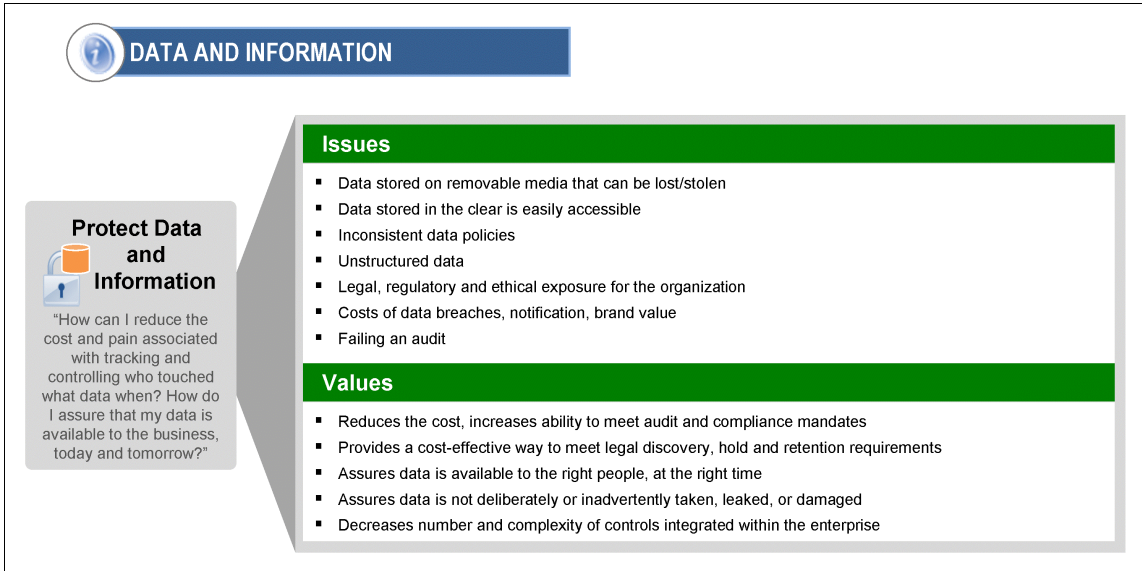 DATA AND INFORMATION
Protect Data
and
Information
“How can I reduce the
cost and pain associated
with tracking and
controlling who touched
what data when? How do
I assure that my data is
available to the business,
today and tomorrow?”
Issues
▪ Data stored on removable media that can be lost/stolen
▪ Data stored in the clear is easily accessible
▪ Inconsistent data policies
▪ Unstructured data
▪ Legal, regulatory and ethical exposure for the organization
▪ Costs of data breaches, notification, brand value
▪ Failing an audit
Values
▪ Reduces the cost, increases ability to meet audit and compliance mandates
▪ Provides a cost-effective way to meet legal discovery, hold and retention requirements
▪ Assures data is available to the right people, at the right time
▪ Assures data is not deliberately or inadvertently taken, leaked, or damaged
▪ Decreases number and complexity of controls integrated within the enterprise